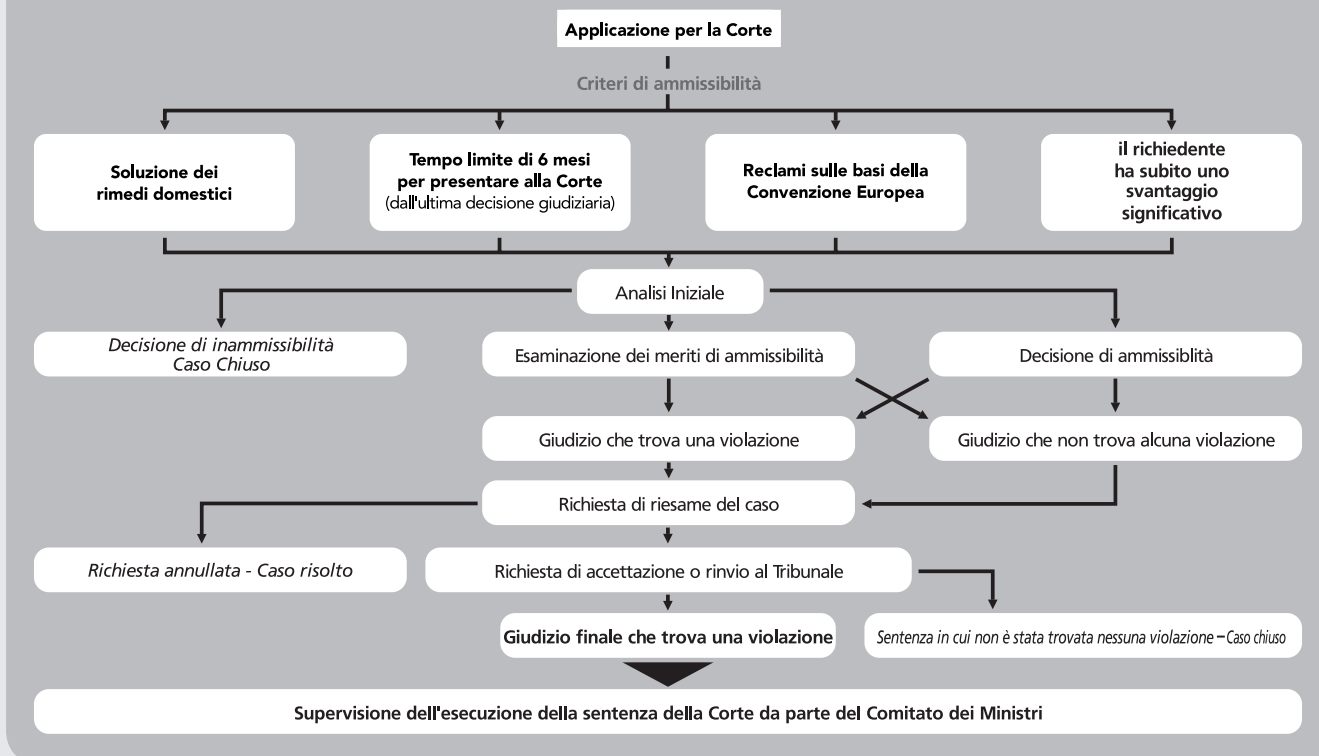 Applicazione per la Corte
Criteri di ammissibilità
Soluzione dei
rimedi domestici
Tempo limite di 6 mesi
per presentare alla Corte
(dall'ultima decisione giudiziaria)
Reclami sulle basi della
Convenzione Europea
il richiedente
ha subito uno
svantaggio
significativo
Analisi Iniziale
Decisione di inammissibilità
Caso Chiuso
Esaminazione dei meriti di ammissibilità
Decisione di ammissiblità
Giudizio che trova una violazione
Giudizio che non trova alcuna violazione
Richiesta di riesame del caso
Richiesta annullata - Caso risolto
Richiesta di accettazione o rinvio al Tribunale
Giudizio finale che trova una violazione
Sentenza in cui non è stata trovata nessuna violazione – Caso chiuso
Supervisione dell'esecuzione della sentenza della Corte da parte del Comitato dei Ministri